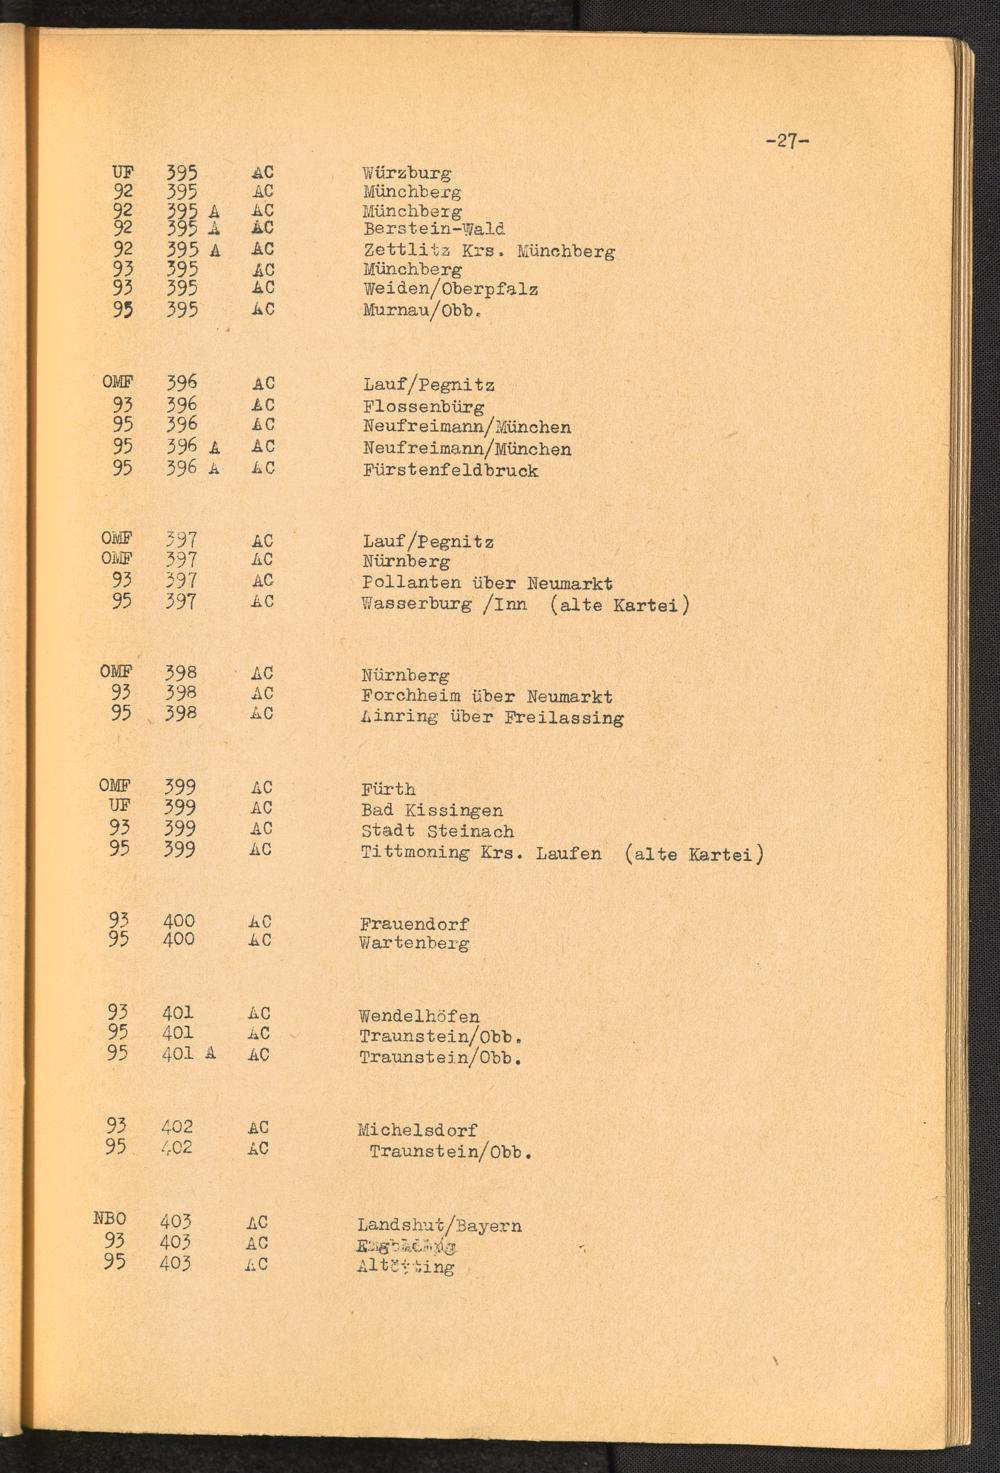 -27-
UF 395 AC Würzburg
92 395 AC Münchberg
92 395 A AC Münchberg
92 395 A AC Berstein-Wald
92 395 A AC Zettlitz Krs. Münchberg
93 395 AC Münchberg
93 395 AC Weiden/Oberpfalz
95 395 AC Murnau/Obb.
OMF 396 AC Lauf/Pegnitz
93 396 AC Flossenbürg
95 396 AC Neufreimann/München
95 396 A AC Neufreimann/München
95 396 A AC Fürstenfeldbruck
OMF 397 AC Lauf/Pegnitz
OMF 397 AC Nürnberg
93 397 AC Pollanten über Neumarkt
95 397 AC Wasserburg /Inn (alte Kartei)
OMF 398 AC Nürnberg
93 398 AC Forchheim über Neumarkt
95 398 AC Ainring über Freilassing
OMF 399 AC Fürth
UF 399 AC Bad Kissingen
93 399 AC Stadt Steinach
95 399 AC Tittmoning Krs. Laufen (alte Kartei)
93 400 AC Frauendorf
95 400 AC Wartenberg
93 401 AC Wendelhöfen
95 401 AC Traunstein/Obb.
95 401 A AC Traunstein/Obb.
93 402 AC Michelsdorf
95 402 AC Traunstein/Obb.
NBO 403 AC Landshut/Bayern
93 403 AC
95 403 AC Altötting